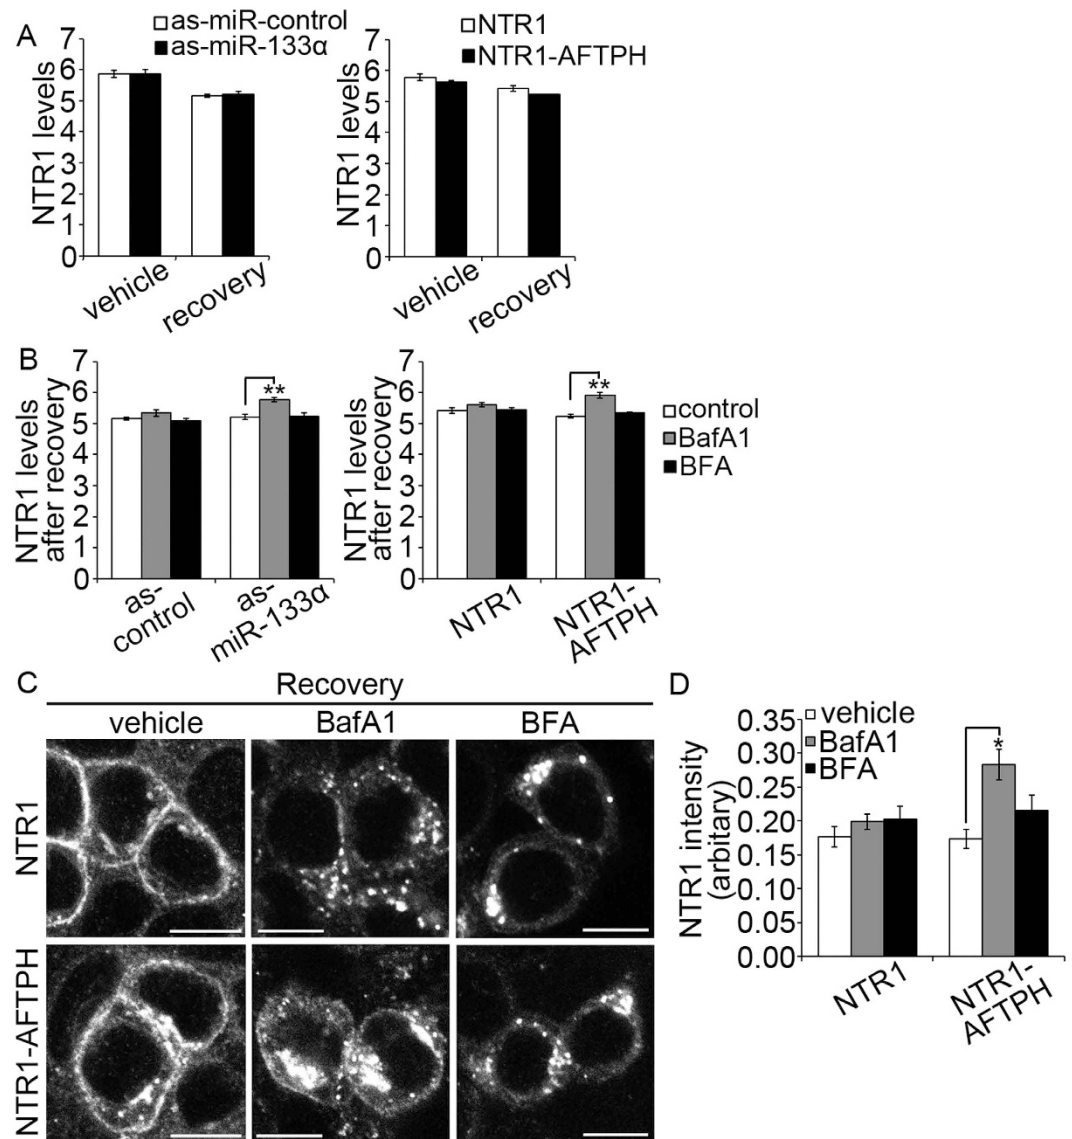 A
as-miR-control
as-miR-133α
NTR1 levels
7
6
5
4
3
2
1
0
vehicle
recovery
NTR1
NTR1-AFTPH
NTR1 levels
7
6
5
4
3
2
1
0
vehicle
recovery
B
NTR1 levels
after recovery
7
6
5
4
3
2
1
0
**
as-
control
as-
miR-133α
NTR1 levels
after recovery
7
6
5
4
3
2
1
0
**
NTR1
NTR1-
AFTPH
control
BafA1
BFA
C
Recovery
vehicle
BafA1
BFA
NTR1
NTR1-AFTPH
D
NTR1 intensity
(arbitary)
0.35
0.30
0.25
0.20
0.15
0.10
0.05
0.00
vehicle
BafA1
BFA
*
NTR1
NTR1-
AFTPH